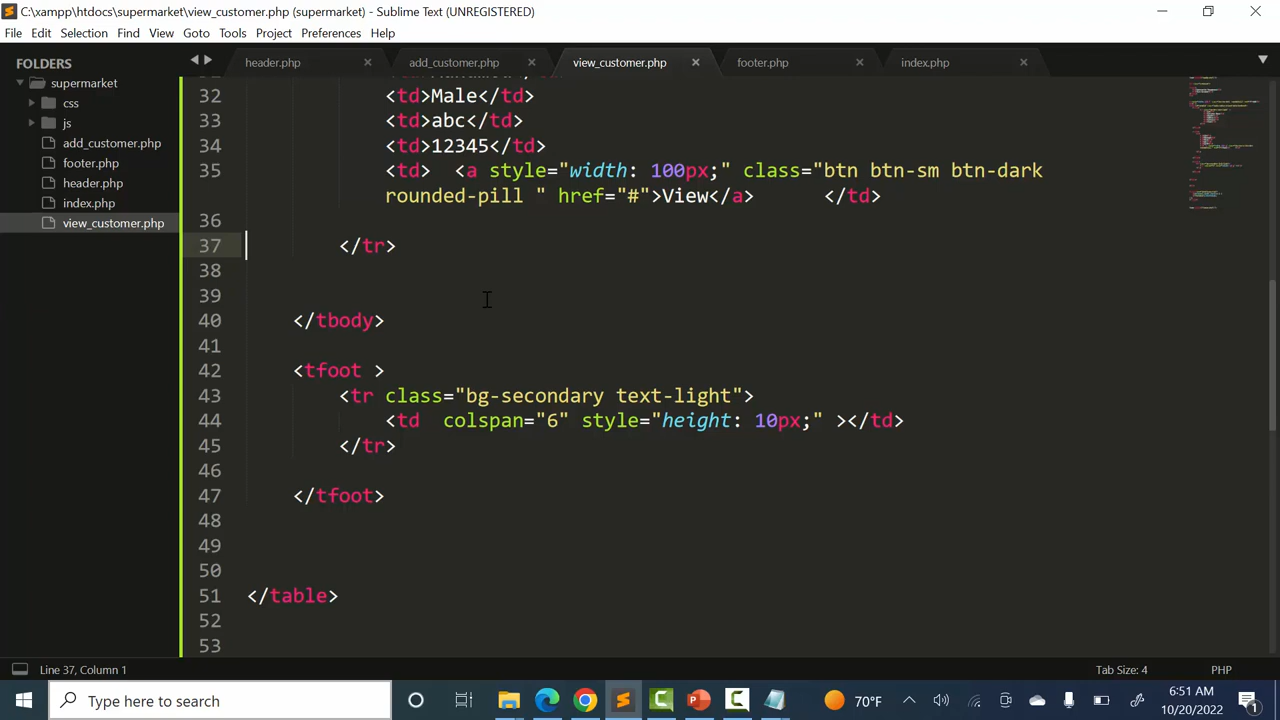 C:\xampp\htdocs\supermarket\view_customer.php (supermarket) - Sublime Text (UNREGISTERED)
File Edit Selection Find View Goto Tools Project Preferences Help
FOLDERS
supermarket
css
js
add_customer.php
footer.php
header.php
index.php
view_customer.php
header.php add_customer.php view_customer.php footer.php index.php
32 <td>Male</td>
33 <td>abc</td>
34 <td>12345</td>
35 <td>  <a style="width: 100px;" class="btn btn-sm btn-dark
rounded-pill " href="#">View</a>      </td>
36
37 </tr>
38
39
40 </tbody>
41
42 <tfoot >
43 <tr class="bg-secondary text-light">
44 <td  colspan="6" style="height: 10px;" ></td>
45 </tr>
46
47 </tfoot>
48
49
50
51 </table>
52
53
Line 37, Column 1 Tab Size: 4 PHP
Type here to search 70°F 6:51 AM
10/20/2022 1